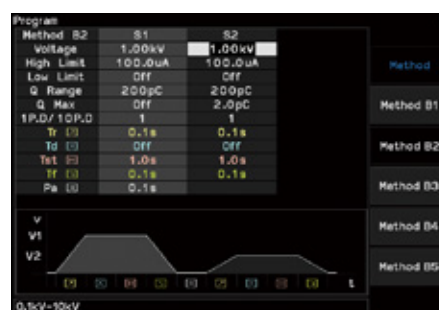 Program
Method B2 S1 S2
Voltage 1.00kV 1.00kV
High Limit 100.0uA 100.0uA
Low Limit Off Off
Q Range 200pC 200pC
Q Max Off 2.0pC
1P.D/10P.D 1 1
Tr 0.1s 0.1s
Td Off Off
Tst 1.0s 1.0s
Tf 0.1s 0.1s
Pa 0.1s
Method
Method B1
Method B2
Method B3
Method B4
Method B5
V
V1
V2
t
0.1kV-10kV